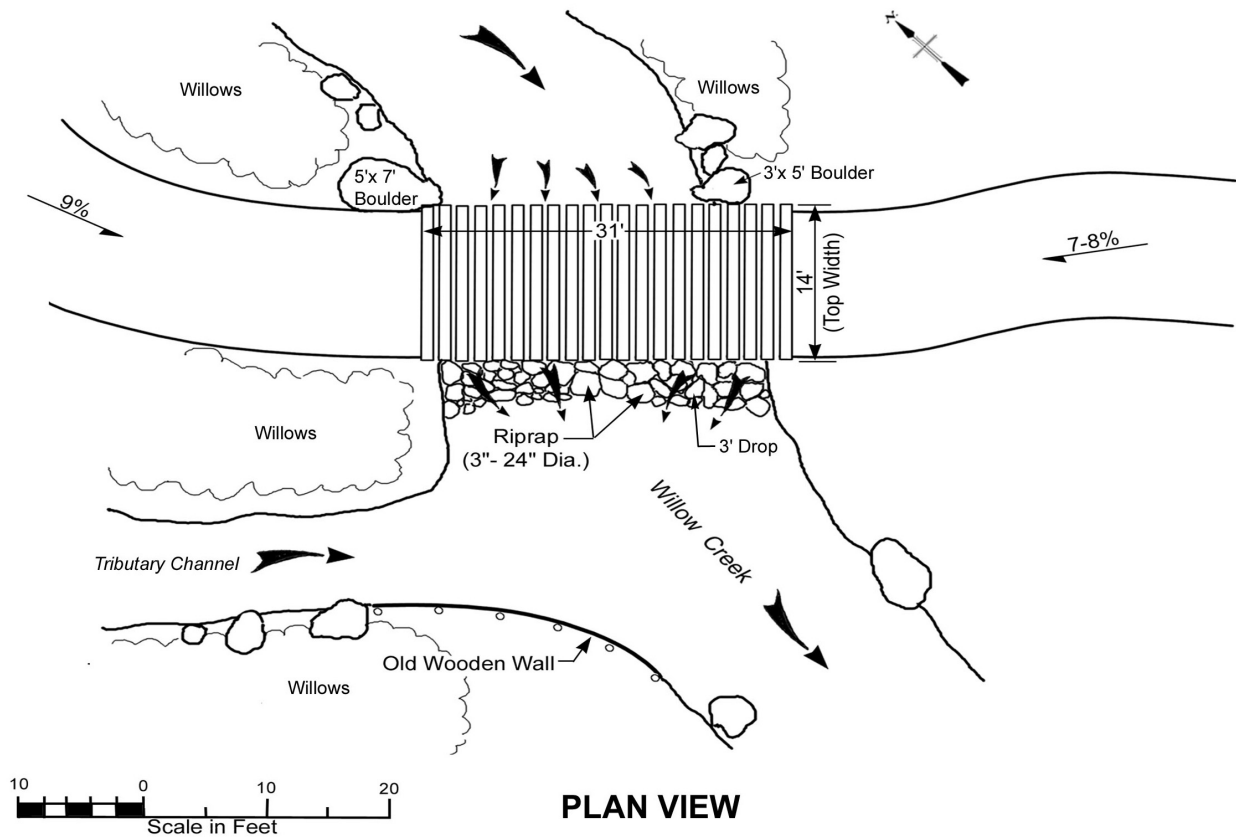 N
Willows
Willows
5'x 7'
Boulder
3'x 5' Boulder
9%
31'
7-8%
14'
(Top Width)
Riprap
(3"- 24" Dia.)
3' Drop
Willows
Willow Creek
Tributary Channel
Old Wooden Wall
Willows
10 0 10 20
Scale in Feet
PLAN VIEW